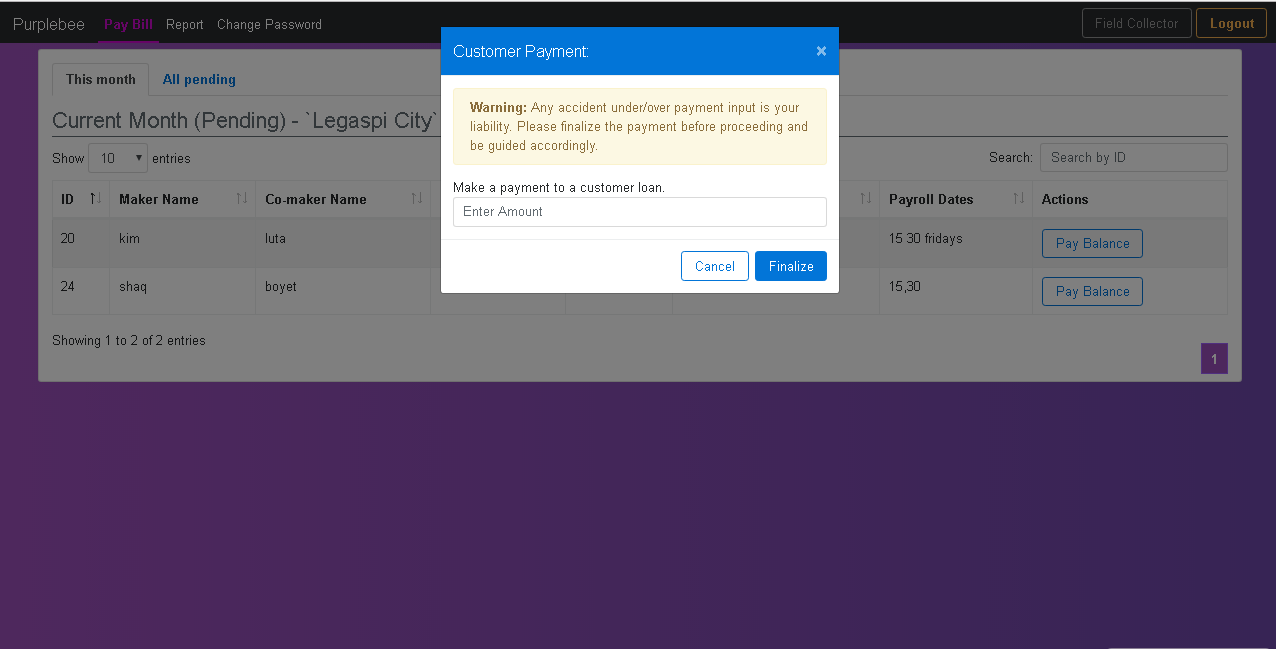 Purplebee Pay Bill Report Change Password Field Collector Logout
Customer Payment: ×
This month All pending
Warning: Any accident under/over payment input is your
liability. Please finalize the payment before proceeding and
be guided accordingly.
Current Month (Pending) - `Legaspi City`
Make a payment to a customer loan.
Enter Amount
Cancel Finalize
Show 10 entries Search: Search by ID
ID Maker Name Co-maker Name Payroll Dates Actions
20 kim luta 15 30 fridays Pay Balance
24 shaq boyet 15,30 Pay Balance
Showing 1 to 2 of 2 entries
1